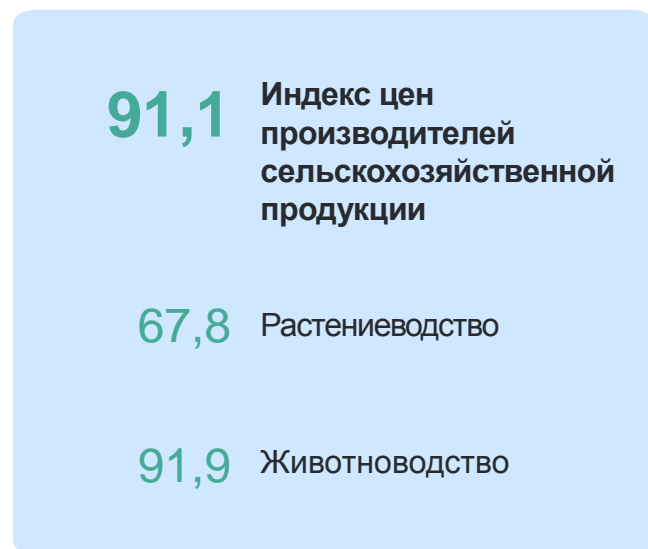 91,1
Индекс цен
производителей
сельскохозяйственной
продукции
67,8 Растениеводство
91,9 Животноводство